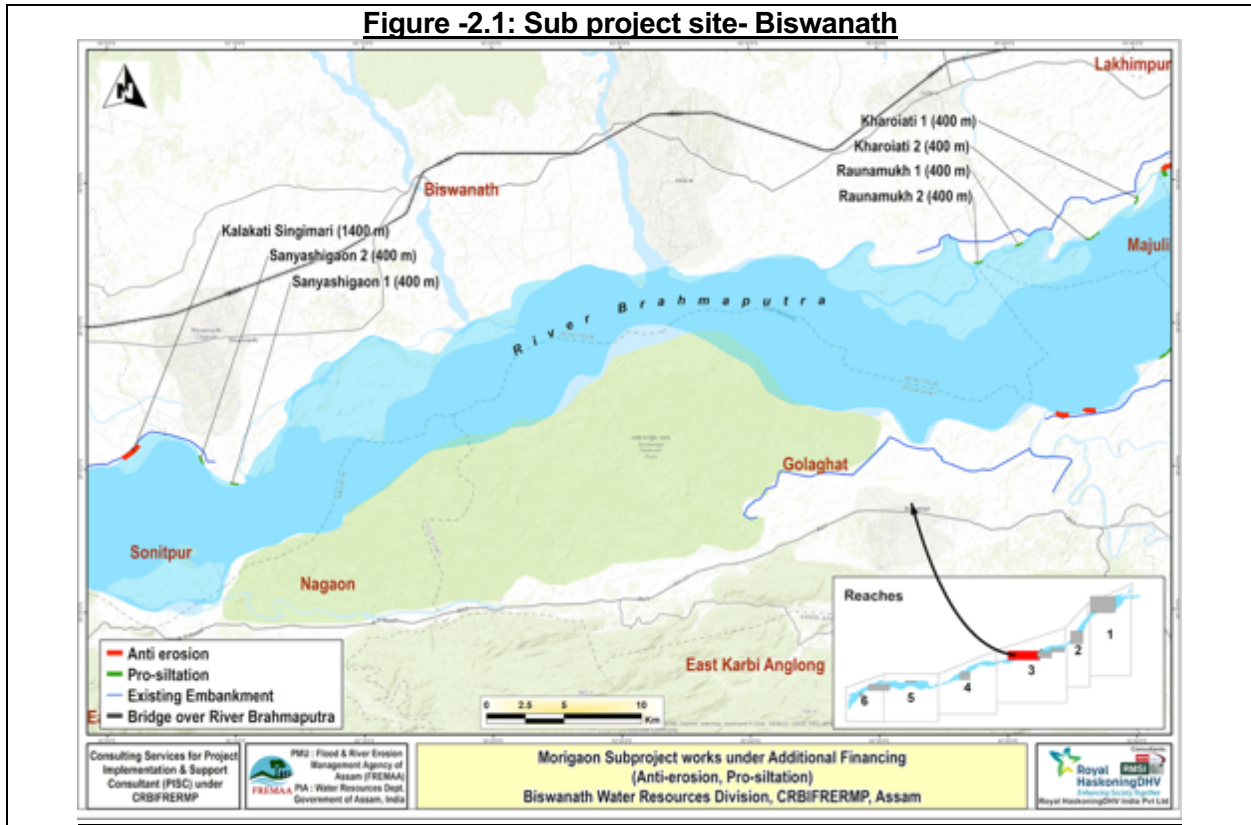 Figure -2.1: Sub project site- Biswanath
N
Lakhimpur
Kharoiati 1 (400 m)
Kharoiati 2 (400 m)
Raunamukh 1 (400 m)
Raunamukh 2 (400 m)
Biswanath
Kalakati Singimari (1400 m)
Sanyashigaon 2 (400 m)
Sanyashigaon 1 (400 m)
Majuli
River Brahmaputra
Golaghat
Sonitpur
Nagaon
East Karbi Anglong
Reaches
1
2
3
4
5
6
Anti erosion
Pro-siltation
Existing Embankment
Bridge over River Brahmaputra
0 2.5 5 10
Km
Consulting Services for Project
Implementation & Support
Consultant (PISC) under
CRBIFRERMP
FREMAA
PMU : Flood & River Erosion
Management Agency of
Assam (FREMAA)
PIA : Water Resources Dept.
Government of Assam, India
Morigaon Subproject works under Additional Financing
(Anti-erosion, Pro-siltation)
Biswanath Water Resources Division, CRBIFRERMP, Assam
Consultants
Royal
HaskoningDHV
Enhancing Society Together
RMSI
Royal HaskoningDHV India Pvt Ltd